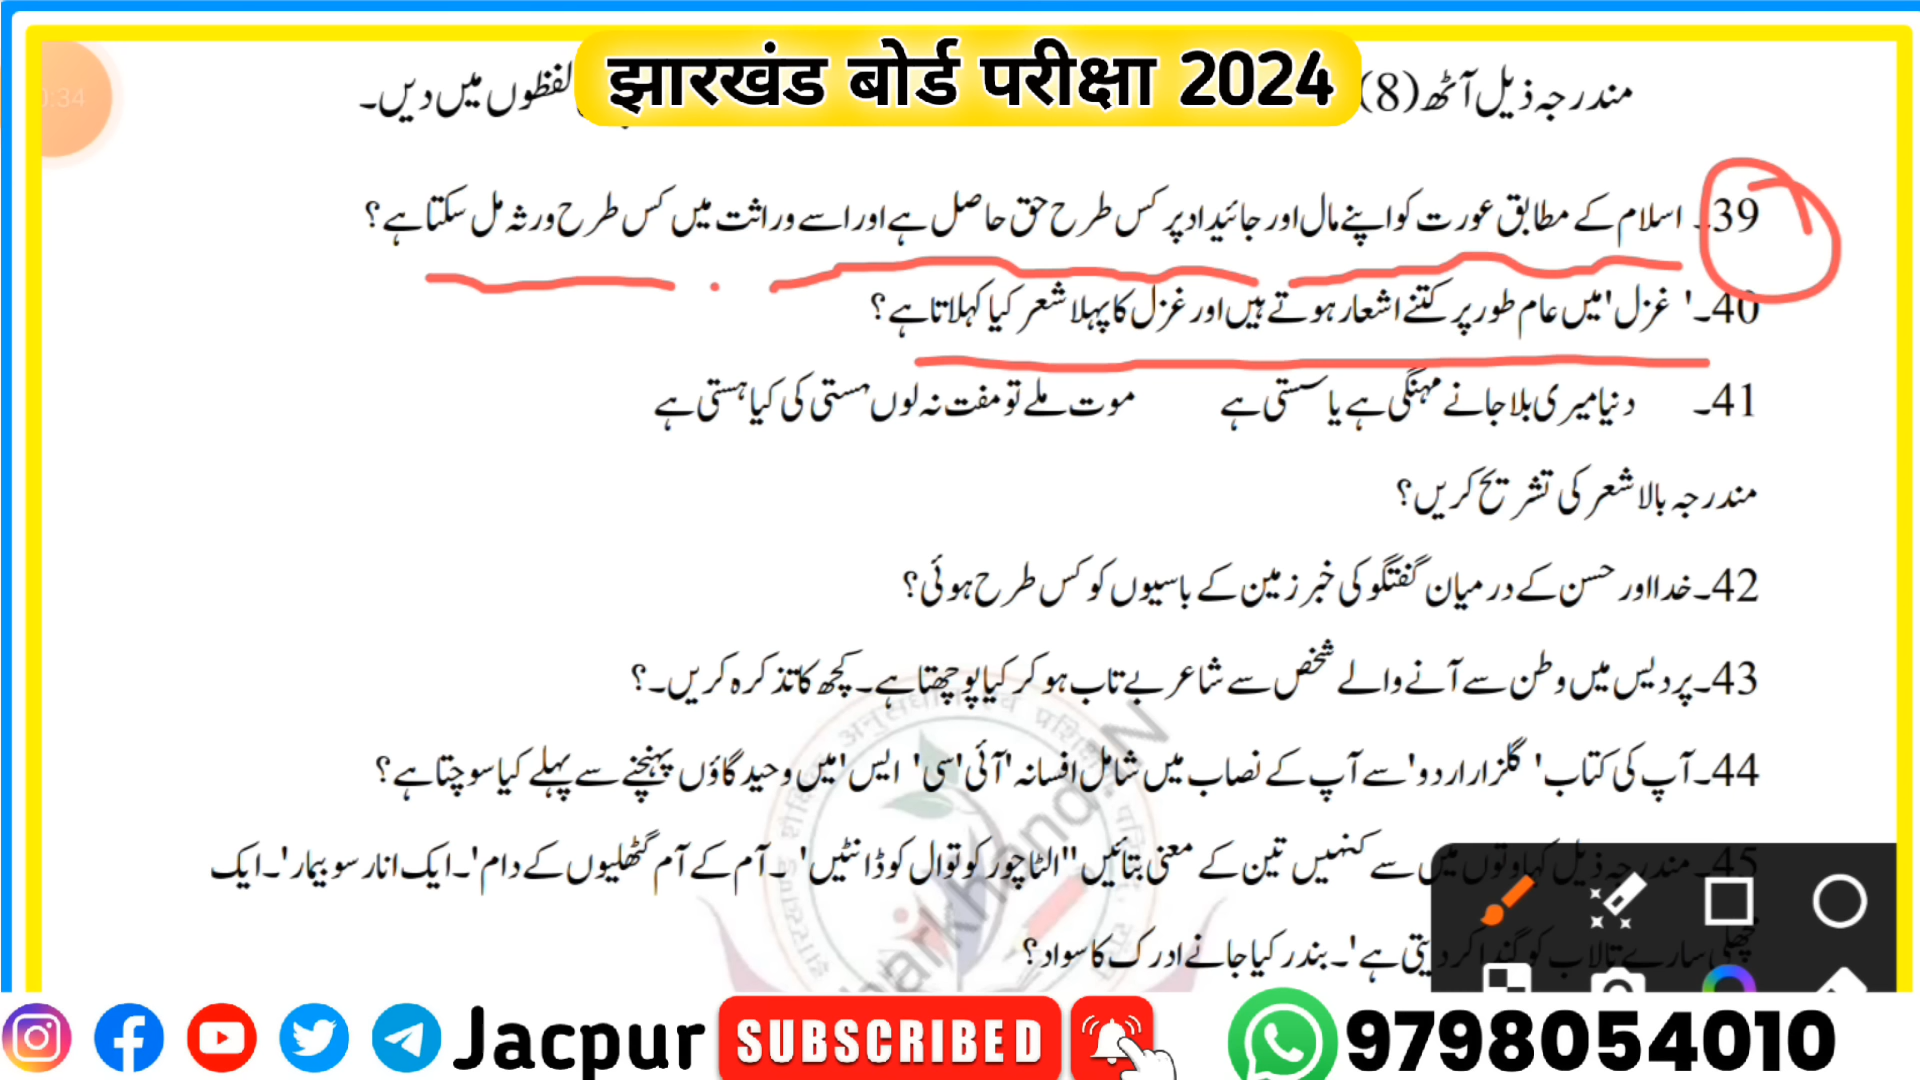 झारखंड बोर्ड परीक्षा 2024
مندرجہ ذیل آٹھ (8) لفظوں میں دیں۔
39۔ اسلام کے مطابق عورت کو اپنے مال اور جائیداد پر کس طرح حق حاصل ہے اور اسے وراثت میں کس طرح ورثہ مل سکتا ہے؟
40۔ ' غزل' میں عام طور پر کتنے اشعار ہوتے ہیں اور غزل کا پہلا شعر کیا کہلاتا ہے؟
41۔ دنیا میری بلا جانے مہنگی ہے یا سستی ہے موت ملے تو مفت نہ لوں ہستی کی کیا ہستی ہے
مندرجہ بالا شعر کی تشریح کریں؟
42۔ خدا اور حسن کے درمیان گفتگو کی خبر زمین کے باسیوں کو کس طرح ہوئی؟
43۔ پردیس میں وطن سے آنے والے شخص سے شاعر بے تاب ہو کر کیا پوچھتا ہے۔ کچھ کا تذکرہ کریں۔؟
44۔ آپ کی کتاب ' گلزار اردو' سے آپ کے نصاب میں شامل افسانہ 'آئی' سی' ایس' میں وحید گاؤں پہنچنے سے پہلے کیا سوچتا ہے؟
45۔ مندرجہ ذیل کہاوتوں میں سے کنہیں تین کے معنی بتائیں "الٹا چور کوتوال کو ڈانٹیں'۔ آم کے آم گٹھلیوں کے دام'۔ ایک انار سو بیمار'۔ ایک
مچھلی سارے تالاب کو گندا کر دیتی ہے'۔ بندر کیا جانے ادرک کا سواد؟
Jacpur SUBSCRIBED 9798054010